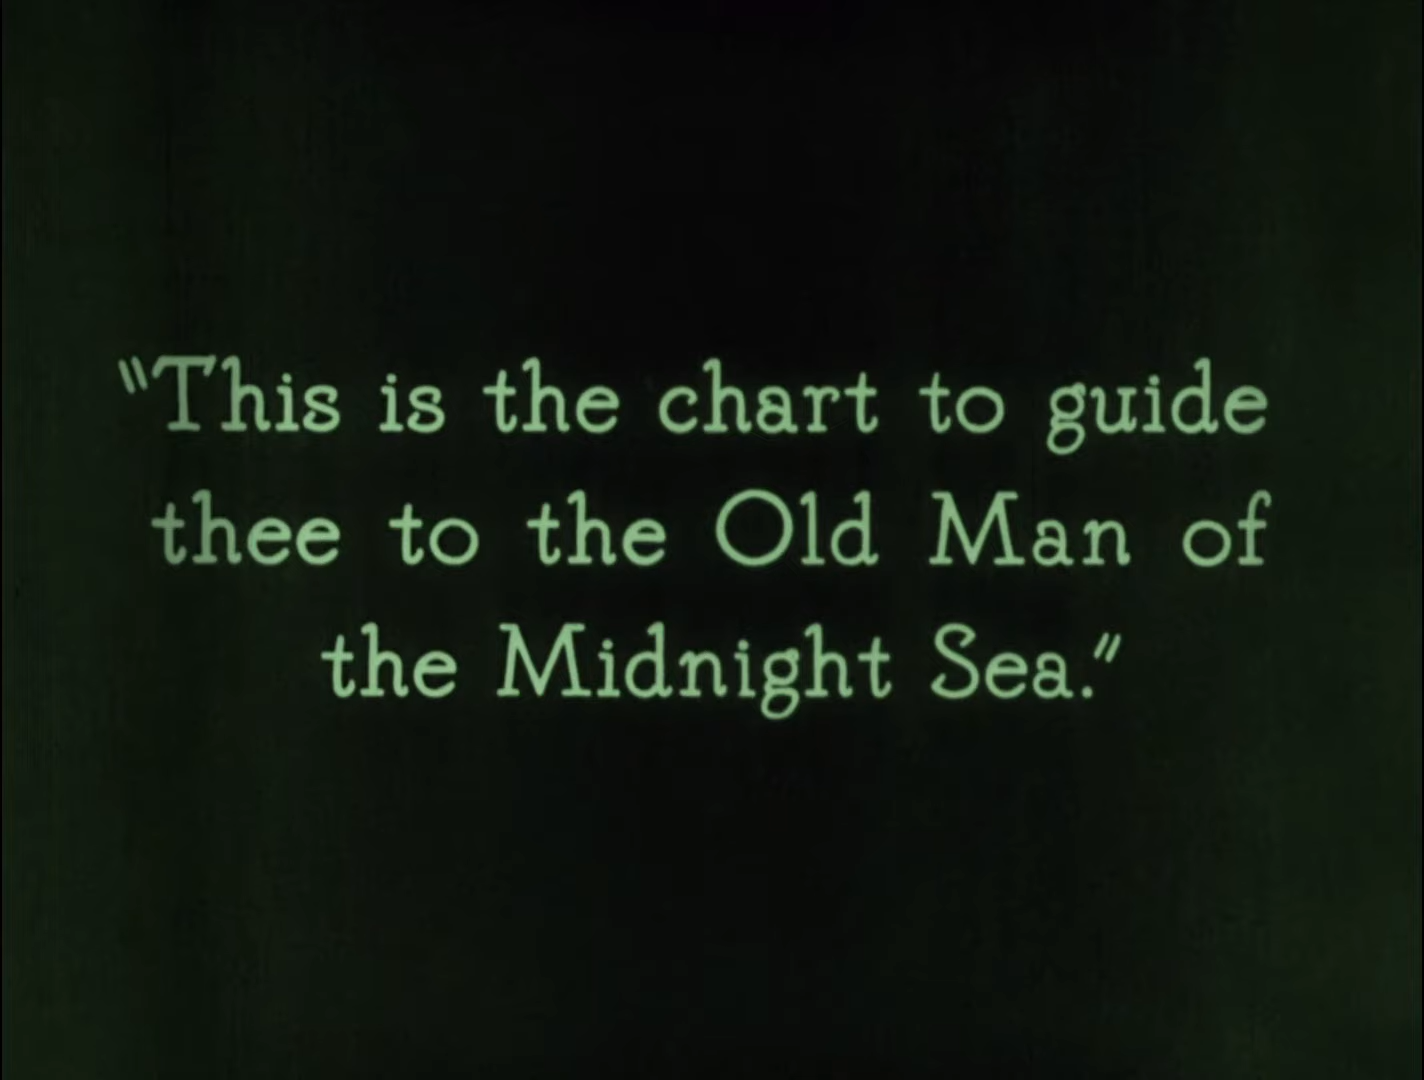 "This is the chart to guide
thee to the Old Man of
the Midnight Sea."